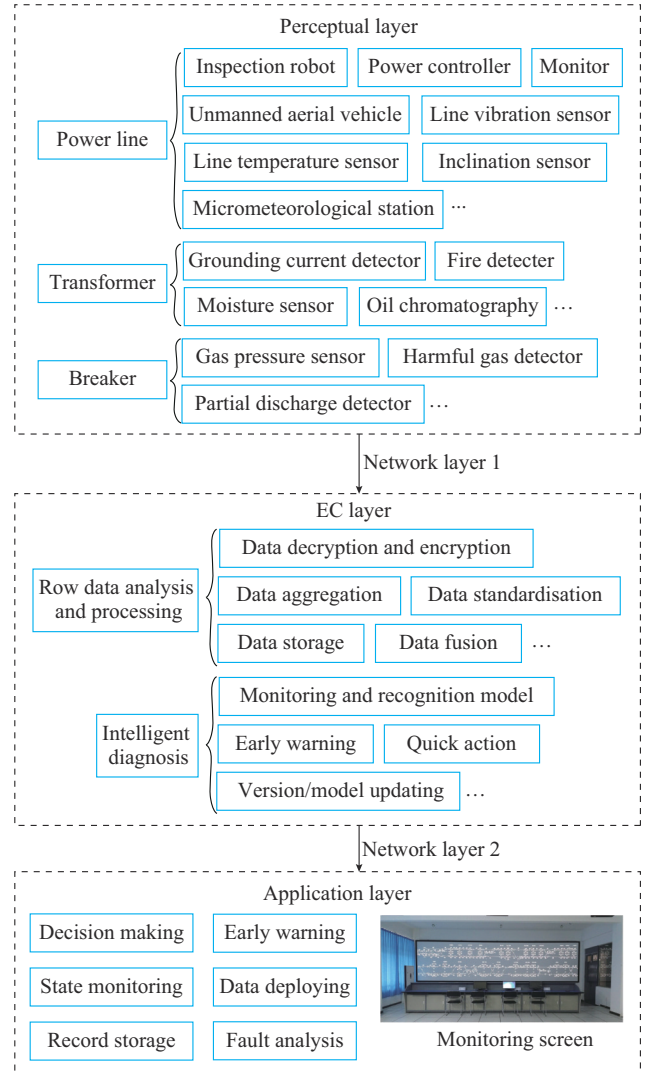 Perceptual layer
Inspection robot Power controller Monitor
Unmanned aerial vehicle Line vibration sensor
Power line
Line temperature sensor Inclination sensor
Micrometeorological station ...
Grounding current detector Fire detecter
Transformer
Moisture sensor Oil chromatography ...
Gas pressure sensor Harmful gas detector
Breaker
Partial discharge detector ...
Network layer 1
EC layer
Data decryption and encryption
Row data analysis
and processing
Data aggregation Data standardisation
Data storage Data fusion ...
Monitoring and recognition model
Intelligent
diagnosis
Early warning Quick action
Version/model updating ...
Network layer 2
Application layer
Decision making Early warning
State monitoring Data deploying
Record storage Fault analysis
Monitoring screen